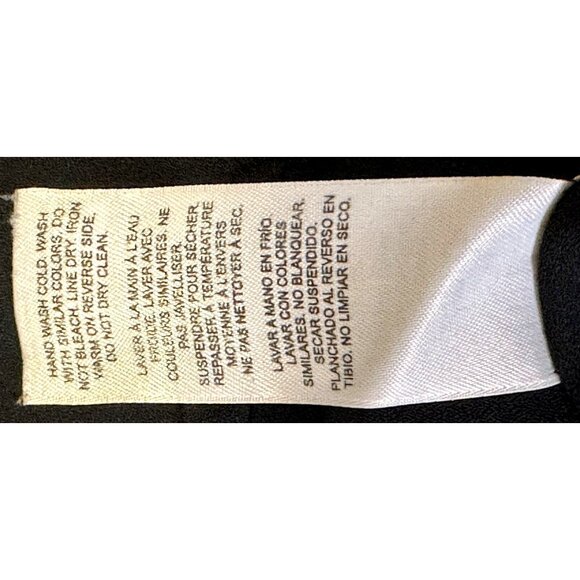 HAND WASH COLD. WASH
WITH SIMILAR COLORS. DO
NOT BLEACH. LINE DRY. IRON
WARM ON REVERSE SIDE,
DO NOT DRY CLEAN.
LAVER À LA MAIN À L'EAU
FROIDE. LAVER AVEC
COULEURS SIMILAIRES. NE
PAS JAVELLISER.
SUSPENDRE POUR SÉCHER.
REPASSER À TEMPÉRATURE
MOYENNE À L'ENVERS
NE PAS NETTOYER À SEC.
LAVAR A MANO EN FRÍO.
LAVAR CON COLORES
SIMILARES. NO BLANQUEAR.
SECAR SUSPENDIDO.
PLANCHADO AL REVERSO EN
TIBIO. NO LIMPIAR EN SECO.